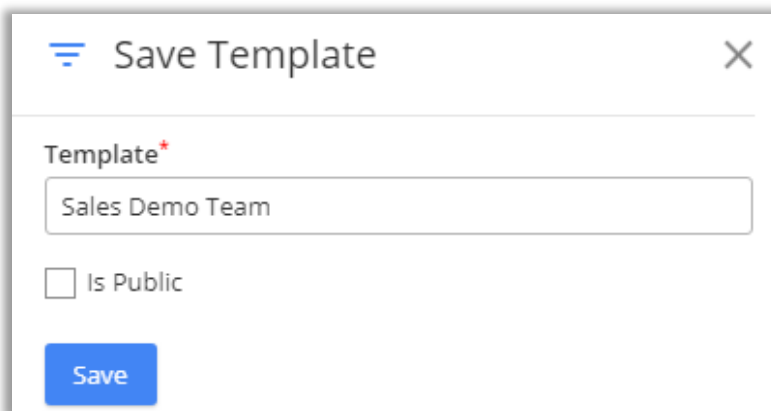 Save Template
Template*
Sales Demo Team
Is Public
Save